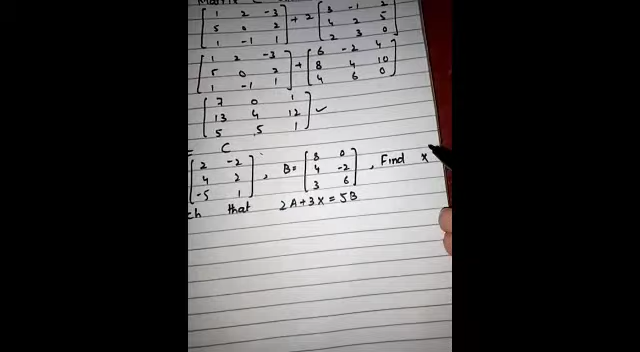 [1 2 -3] + 2 [3 -1 2]
[5 0 2] [4 2 5]
[1 -1 1] [2 3 0]
[1 2 -3] + [6 -2 4]
[5 0 2] [8 4 10]
[1 -1 1] [4 6 0]
[7 0 1]
[13 4 12] ✓
[5 5 1]
= C
[2 -2] , B = [8 0] , Find x
[4 2] [4 -2]
[-5 1] [3 6]
that 2A+3X=5B